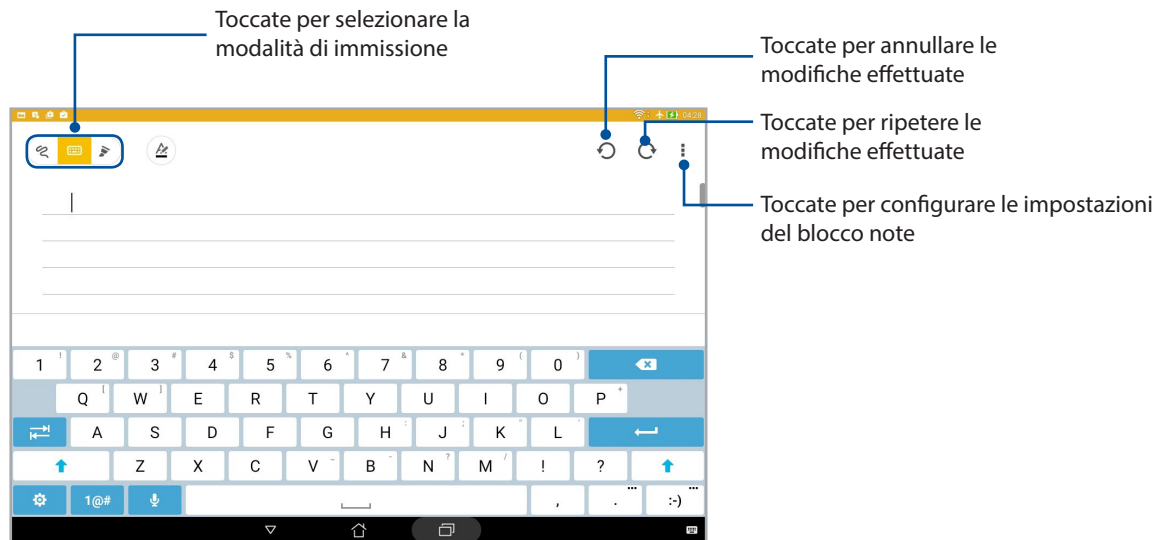 Toccate per selezionare la
modalità di immissione
Toccate per annullare le
modifiche effettuate
Toccate per ripetere le
modifiche effettuate
Toccate per configurare le impostazioni
del blocco note
04:28
1 ! 2 @ 3 # 4 $ 5 % 6 ^ 7 & 8 * 9 ( 0 )
Q [ W ] E R T Y U I O P +
A S D F G H : J ; K " L '
Z X C V - B - N ? M / ! ?
1@# , . ... :-) ...